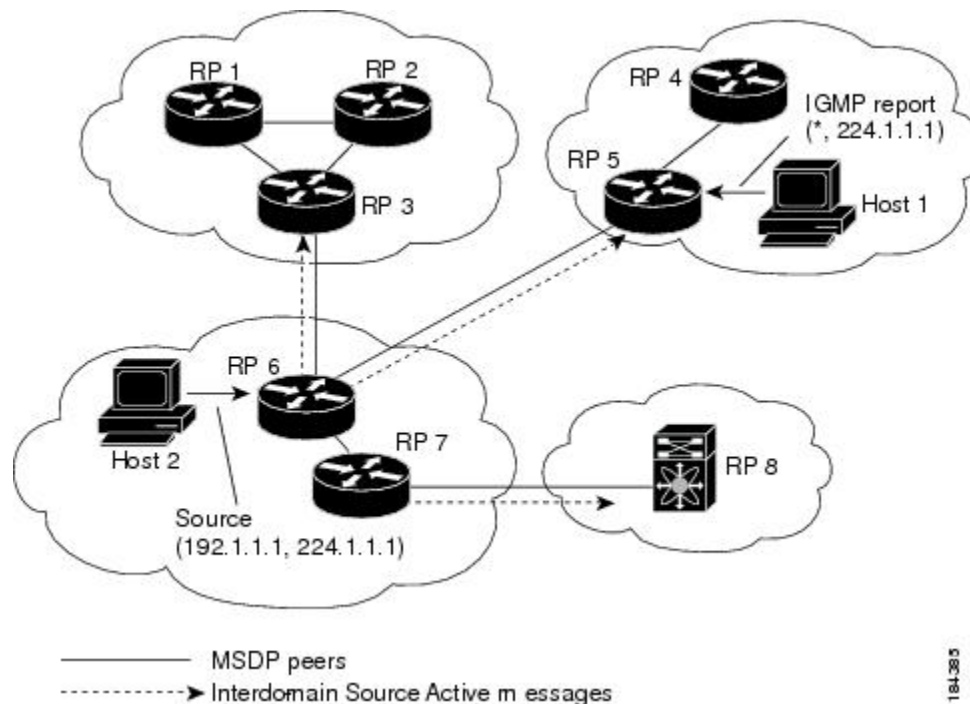 RP 1
RP 2
RP 3
RP 4
IGMP report
(*, 224.1.1.1)
RP 5
Host 1
RP 6
Host 2
RP 7
RP 8
Source
(192.1.1.1, 224.1.1.1)
MSDP peers
Interdomain Source Active m essages
184385